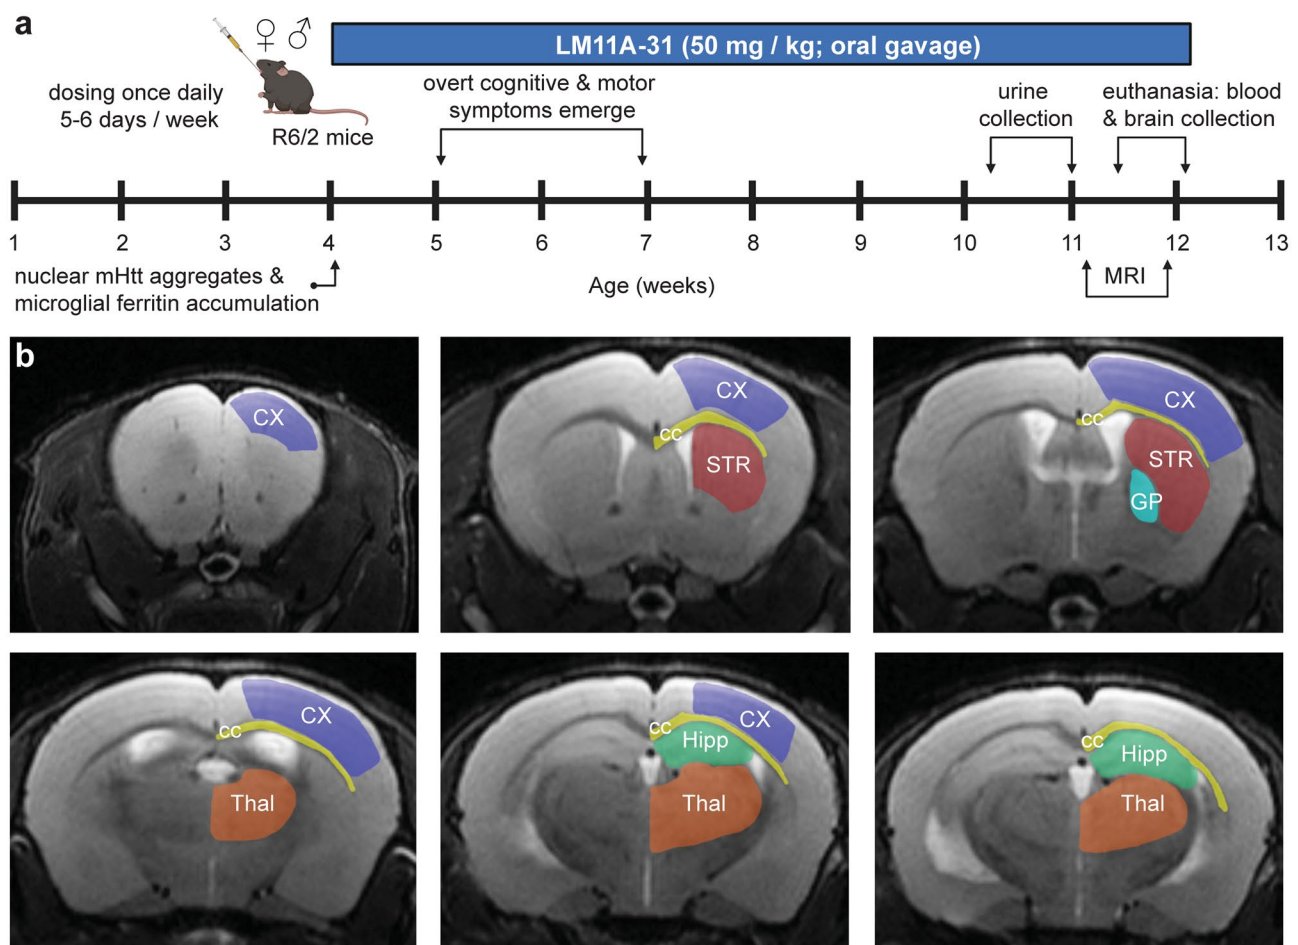 a
LM11A-31 (50 mg / kg; oral gavage)
dosing once daily
5-6 days / week
R6/2 mice
overt cognitive & motor
symptoms emerge
urine
collection
euthanasia: blood
& brain collection
1 2 3 4 5 6 7 8 9 10 11 12 13
nuclear mHtt aggregates &
microglial ferritin accumulation
Age (weeks)
MRI
b
CX
CX
cc
STR
CX
cc
STR
GP
CX
cc
Thal
CX
cc
Hipp
Thal
cc
Hipp
Thal